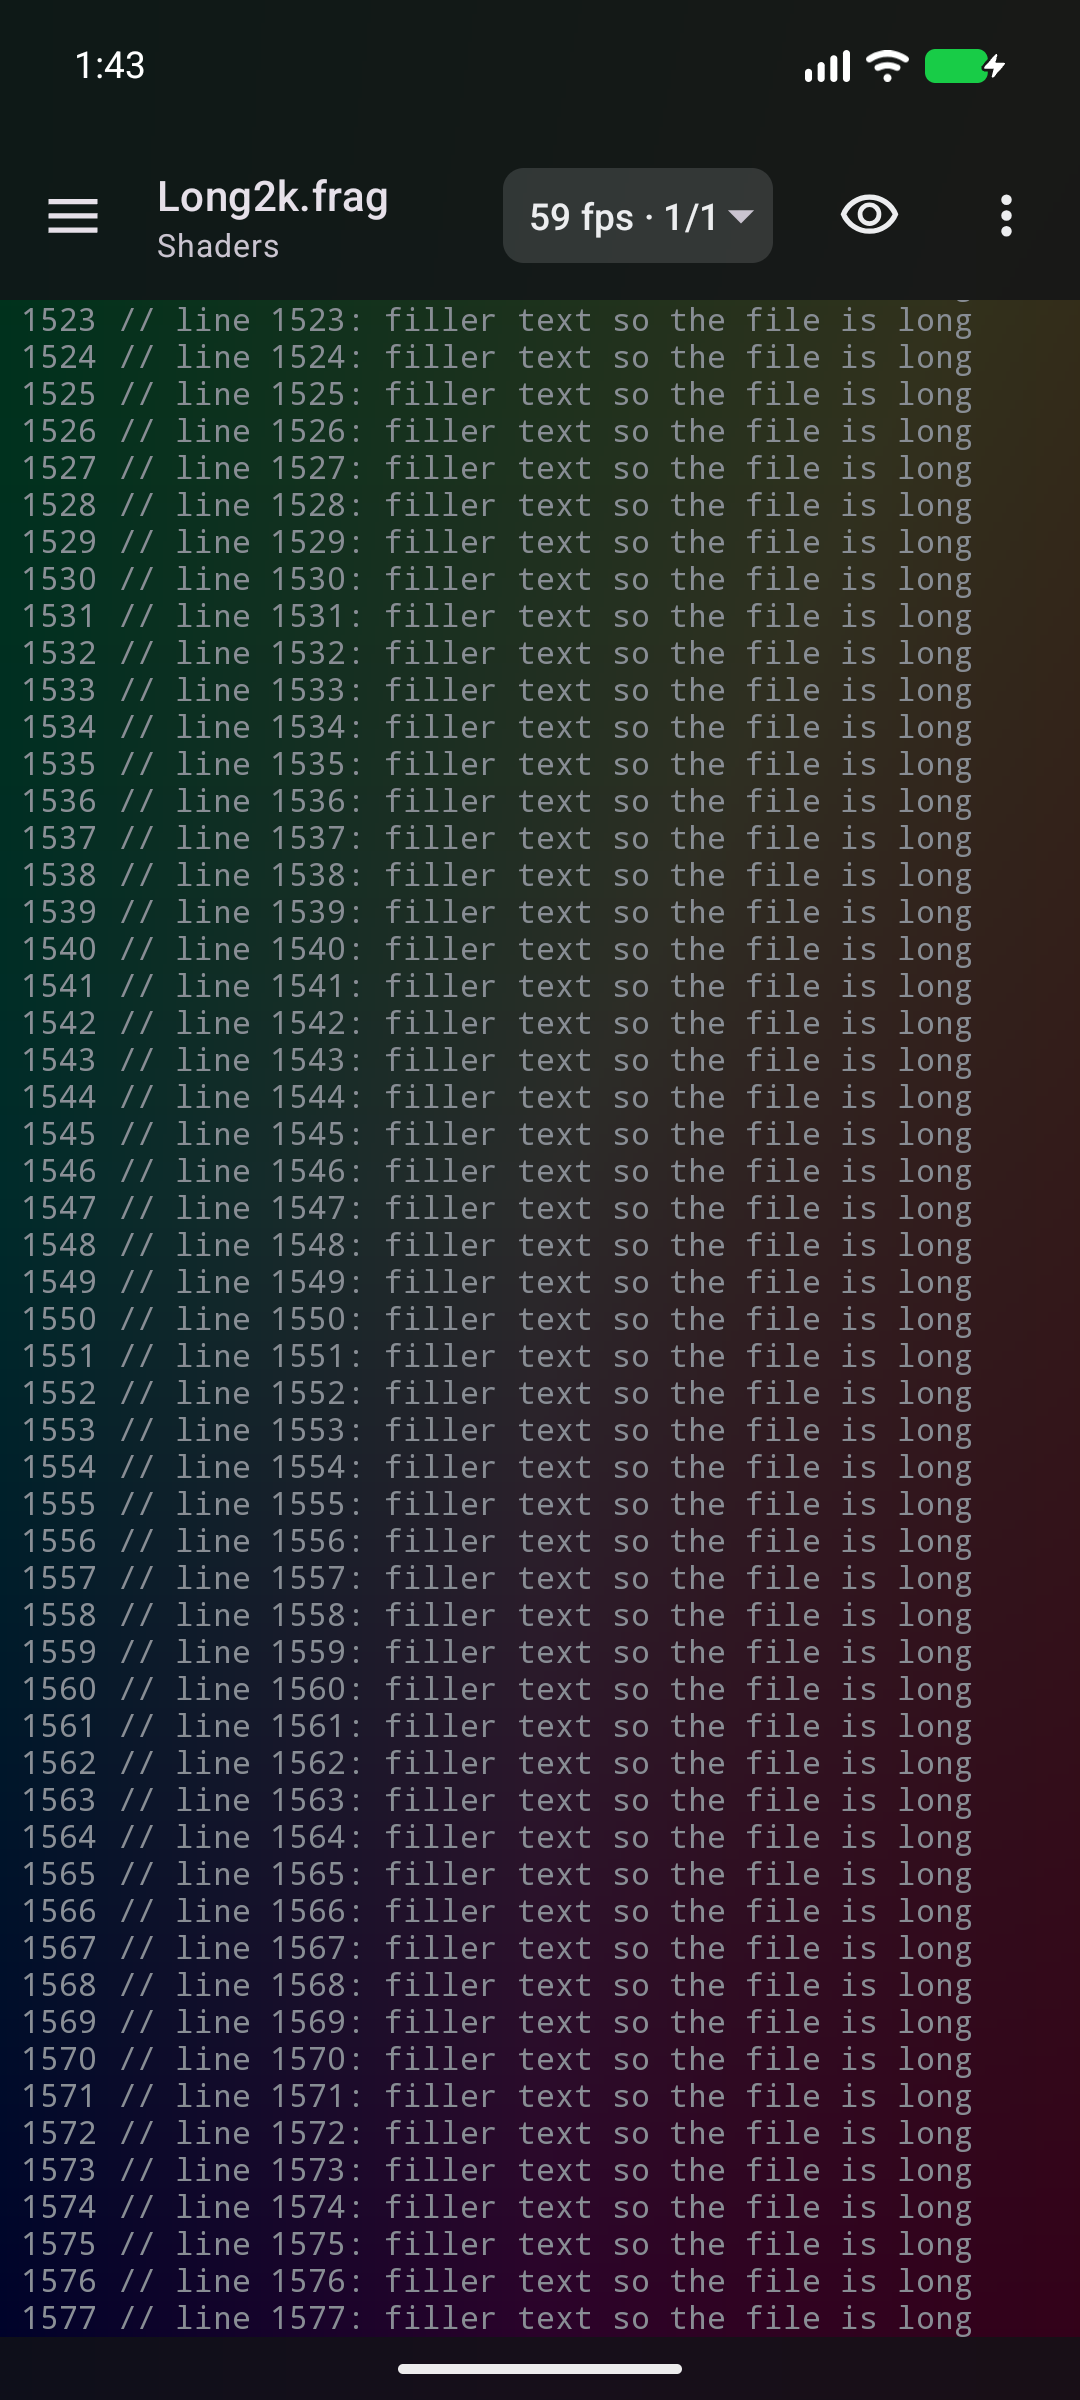 1:43
Long2k.frag
Shaders
59 fps · 1/1
1523 // line 1523: filler text so the file is long
1524 // line 1524: filler text so the file is long
1525 // line 1525: filler text so the file is long
1526 // line 1526: filler text so the file is long
1527 // line 1527: filler text so the file is long
1528 // line 1528: filler text so the file is long
1529 // line 1529: filler text so the file is long
1530 // line 1530: filler text so the file is long
1531 // line 1531: filler text so the file is long
1532 // line 1532: filler text so the file is long
1533 // line 1533: filler text so the file is long
1534 // line 1534: filler text so the file is long
1535 // line 1535: filler text so the file is long
1536 // line 1536: filler text so the file is long
1537 // line 1537: filler text so the file is long
1538 // line 1538: filler text so the file is long
1539 // line 1539: filler text so the file is long
1540 // line 1540: filler text so the file is long
1541 // line 1541: filler text so the file is long
1542 // line 1542: filler text so the file is long
1543 // line 1543: filler text so the file is long
1544 // line 1544: filler text so the file is long
1545 // line 1545: filler text so the file is long
1546 // line 1546: filler text so the file is long
1547 // line 1547: filler text so the file is long
1548 // line 1548: filler text so the file is long
1549 // line 1549: filler text so the file is long
1550 // line 1550: filler text so the file is long
1551 // line 1551: filler text so the file is long
1552 // line 1552: filler text so the file is long
1553 // line 1553: filler text so the file is long
1554 // line 1554: filler text so the file is long
1555 // line 1555: filler text so the file is long
1556 // line 1556: filler text so the file is long
1557 // line 1557: filler text so the file is long
1558 // line 1558: filler text so the file is long
1559 // line 1559: filler text so the file is long
1560 // line 1560: filler text so the file is long
1561 // line 1561: filler text so the file is long
1562 // line 1562: filler text so the file is long
1563 // line 1563: filler text so the file is long
1564 // line 1564: filler text so the file is long
1565 // line 1565: filler text so the file is long
1566 // line 1566: filler text so the file is long
1567 // line 1567: filler text so the file is long
1568 // line 1568: filler text so the file is long
1569 // line 1569: filler text so the file is long
1570 // line 1570: filler text so the file is long
1571 // line 1571: filler text so the file is long
1572 // line 1572: filler text so the file is long
1573 // line 1573: filler text so the file is long
1574 // line 1574: filler text so the file is long
1575 // line 1575: filler text so the file is long
1576 // line 1576: filler text so the file is long
1577 // line 1577: filler text so the file is long